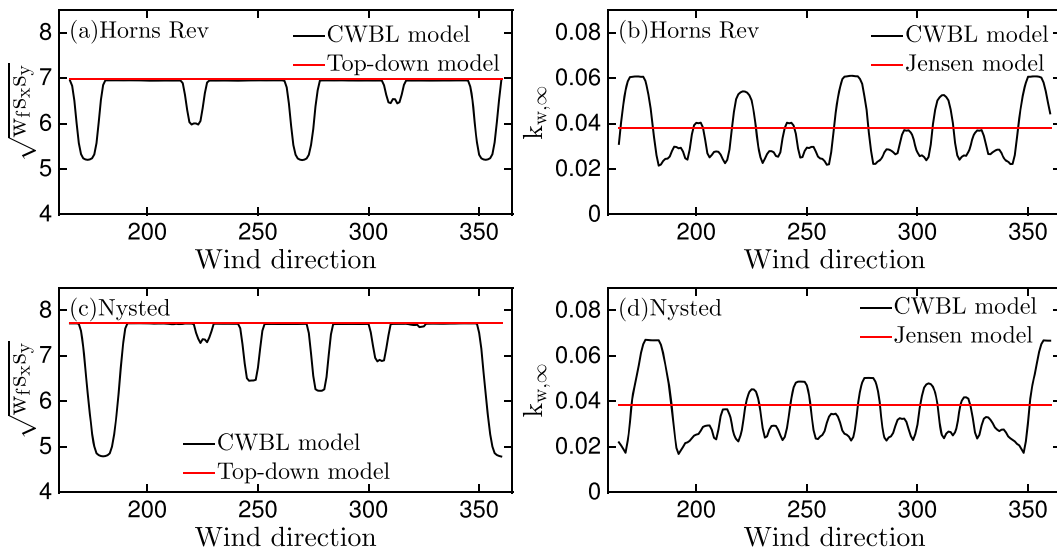 (a)Horns Rev
CWBL model
Top-down model
8
7
6
5
4
√w_f s_x s_y
200
250
300
350
Wind direction
(b)Horns Rev
CWBL model
Jensen model
0.08
0.06
0.04
0.02
0
k_w,∞
200
250
300
350
Wind direction
(c)Nysted
CWBL model
Top-down model
8
7
6
5
4
√w_f s_x s_y
200
250
300
350
Wind direction
(d)Nysted
CWBL model
Jensen model
0.08
0.06
0.04
0.02
0
k_w,∞
200
250
300
350
Wind direction